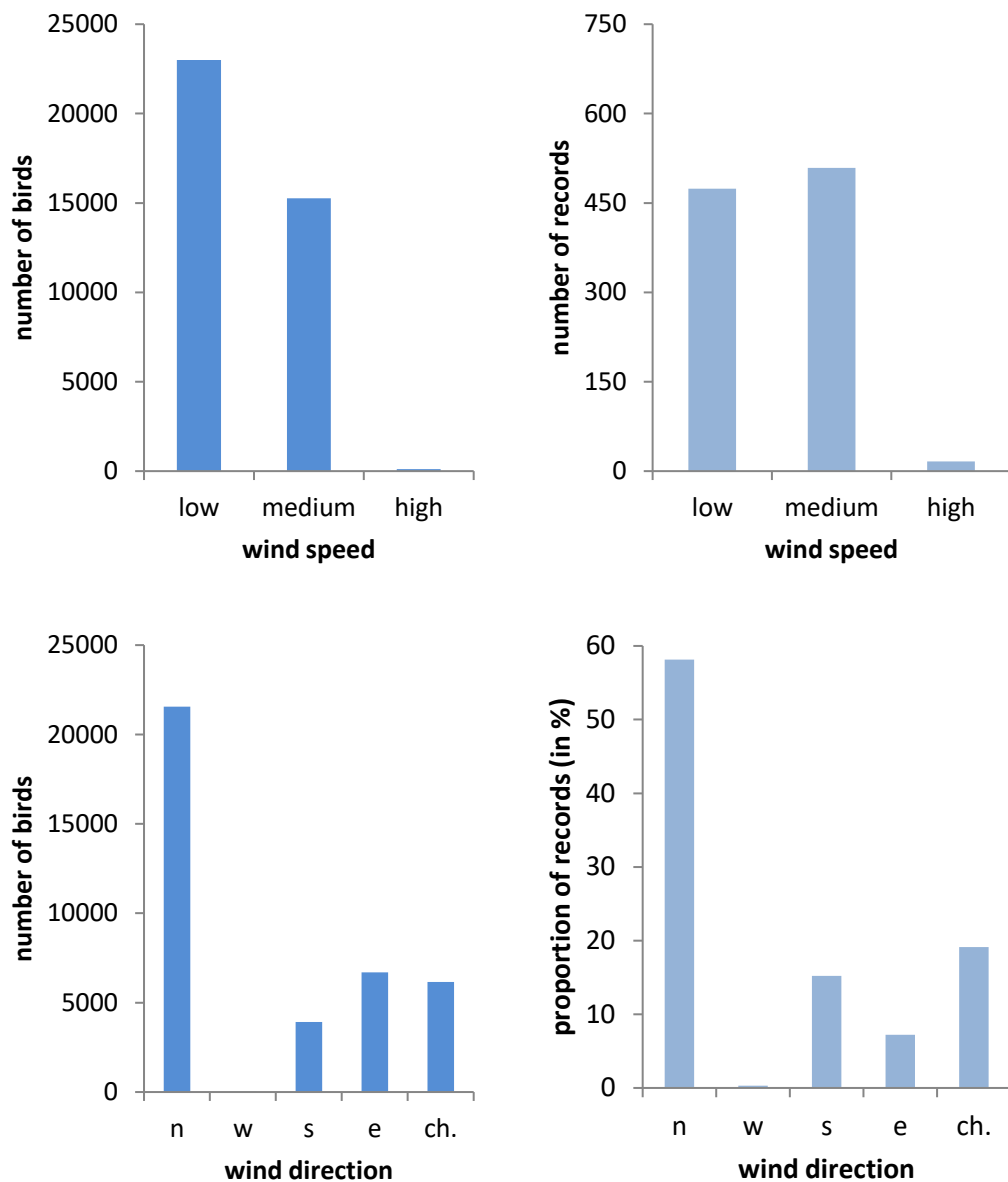 number of birds
25000
20000
15000
10000
5000
0
low medium high
wind speed
number of records
750
600
450
300
150
0
low medium high
wind speed
number of birds
25000
20000
15000
10000
5000
0
n w s e ch.
wind direction
proportion of records (in %)
60
50
40
30
20
10
0
n w s e ch.
wind direction